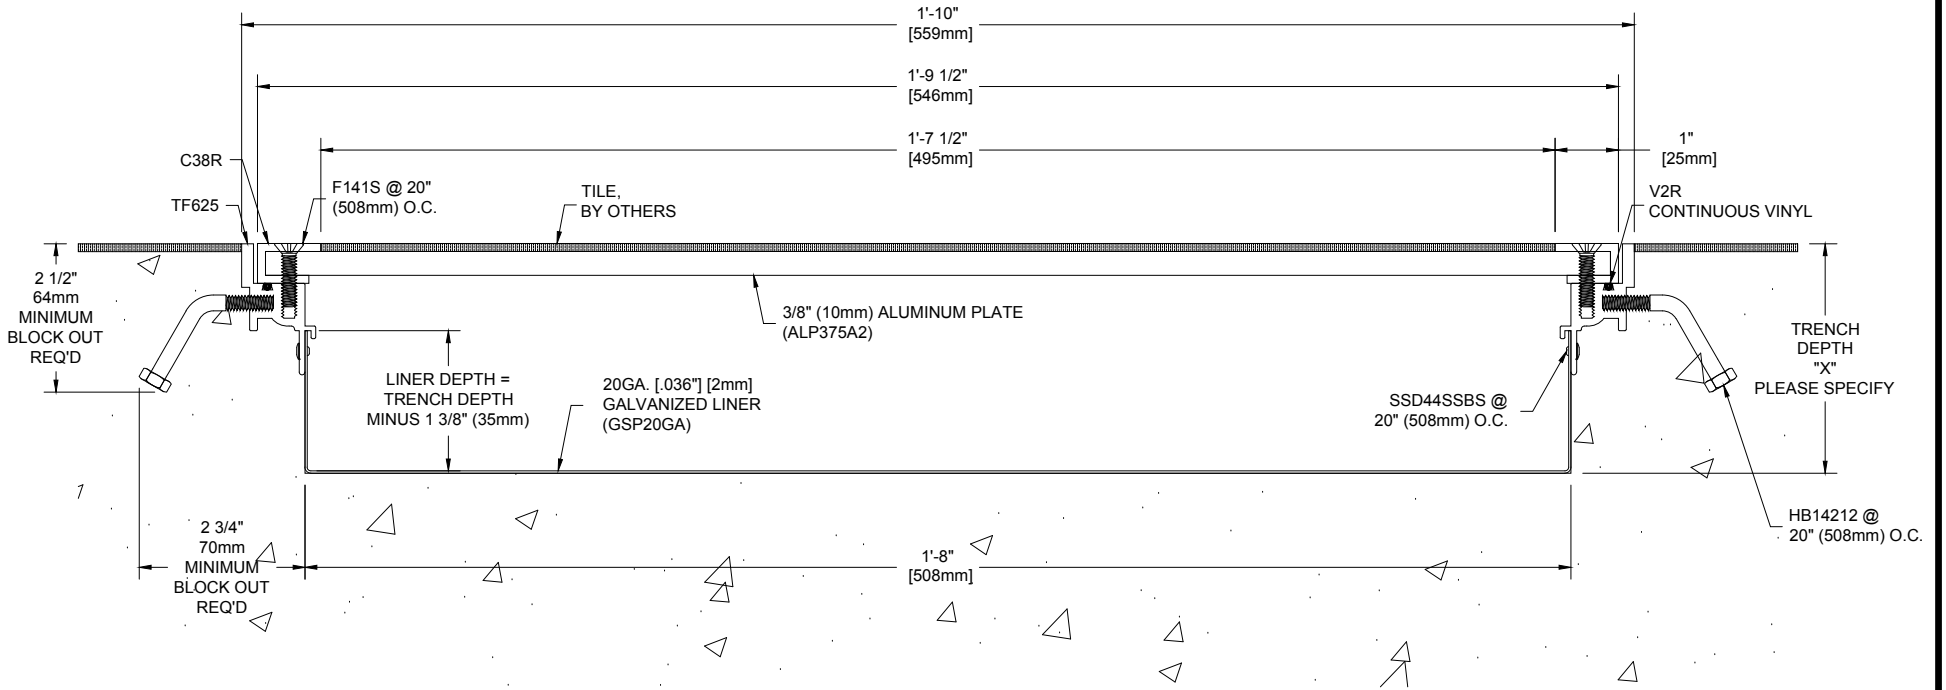 1'-10"
[559mm]
1'-9 1/2"
[546mm]
1'-7 1/2"
[495mm]
1"
[25mm]
C38R
TF625
F141S @ 20"
(508mm) O.C.
TILE,
BY OTHERS
V2R
CONTINUOUS VINYL
2 1/2"
64mm
MINIMUM
BLOCK OUT
REQ'D
3/8" (10mm) ALUMINUM PLATE
(ALP375A2)
TRENCH
DEPTH
"X"
PLEASE SPECIFY
LINER DEPTH =
TRENCH DEPTH
MINUS 1 3/8" (35mm)
20GA. [.036"] [2mm]
GALVANIZED LINER
(GSP20GA)
SSD44SSBS @
20" (508mm) O.C.
HB14212 @
20" (508mm) O.C.
2 3/4"
70mm
MINIMUM
BLOCK OUT
REQ'D
1'-8"
[508mm]